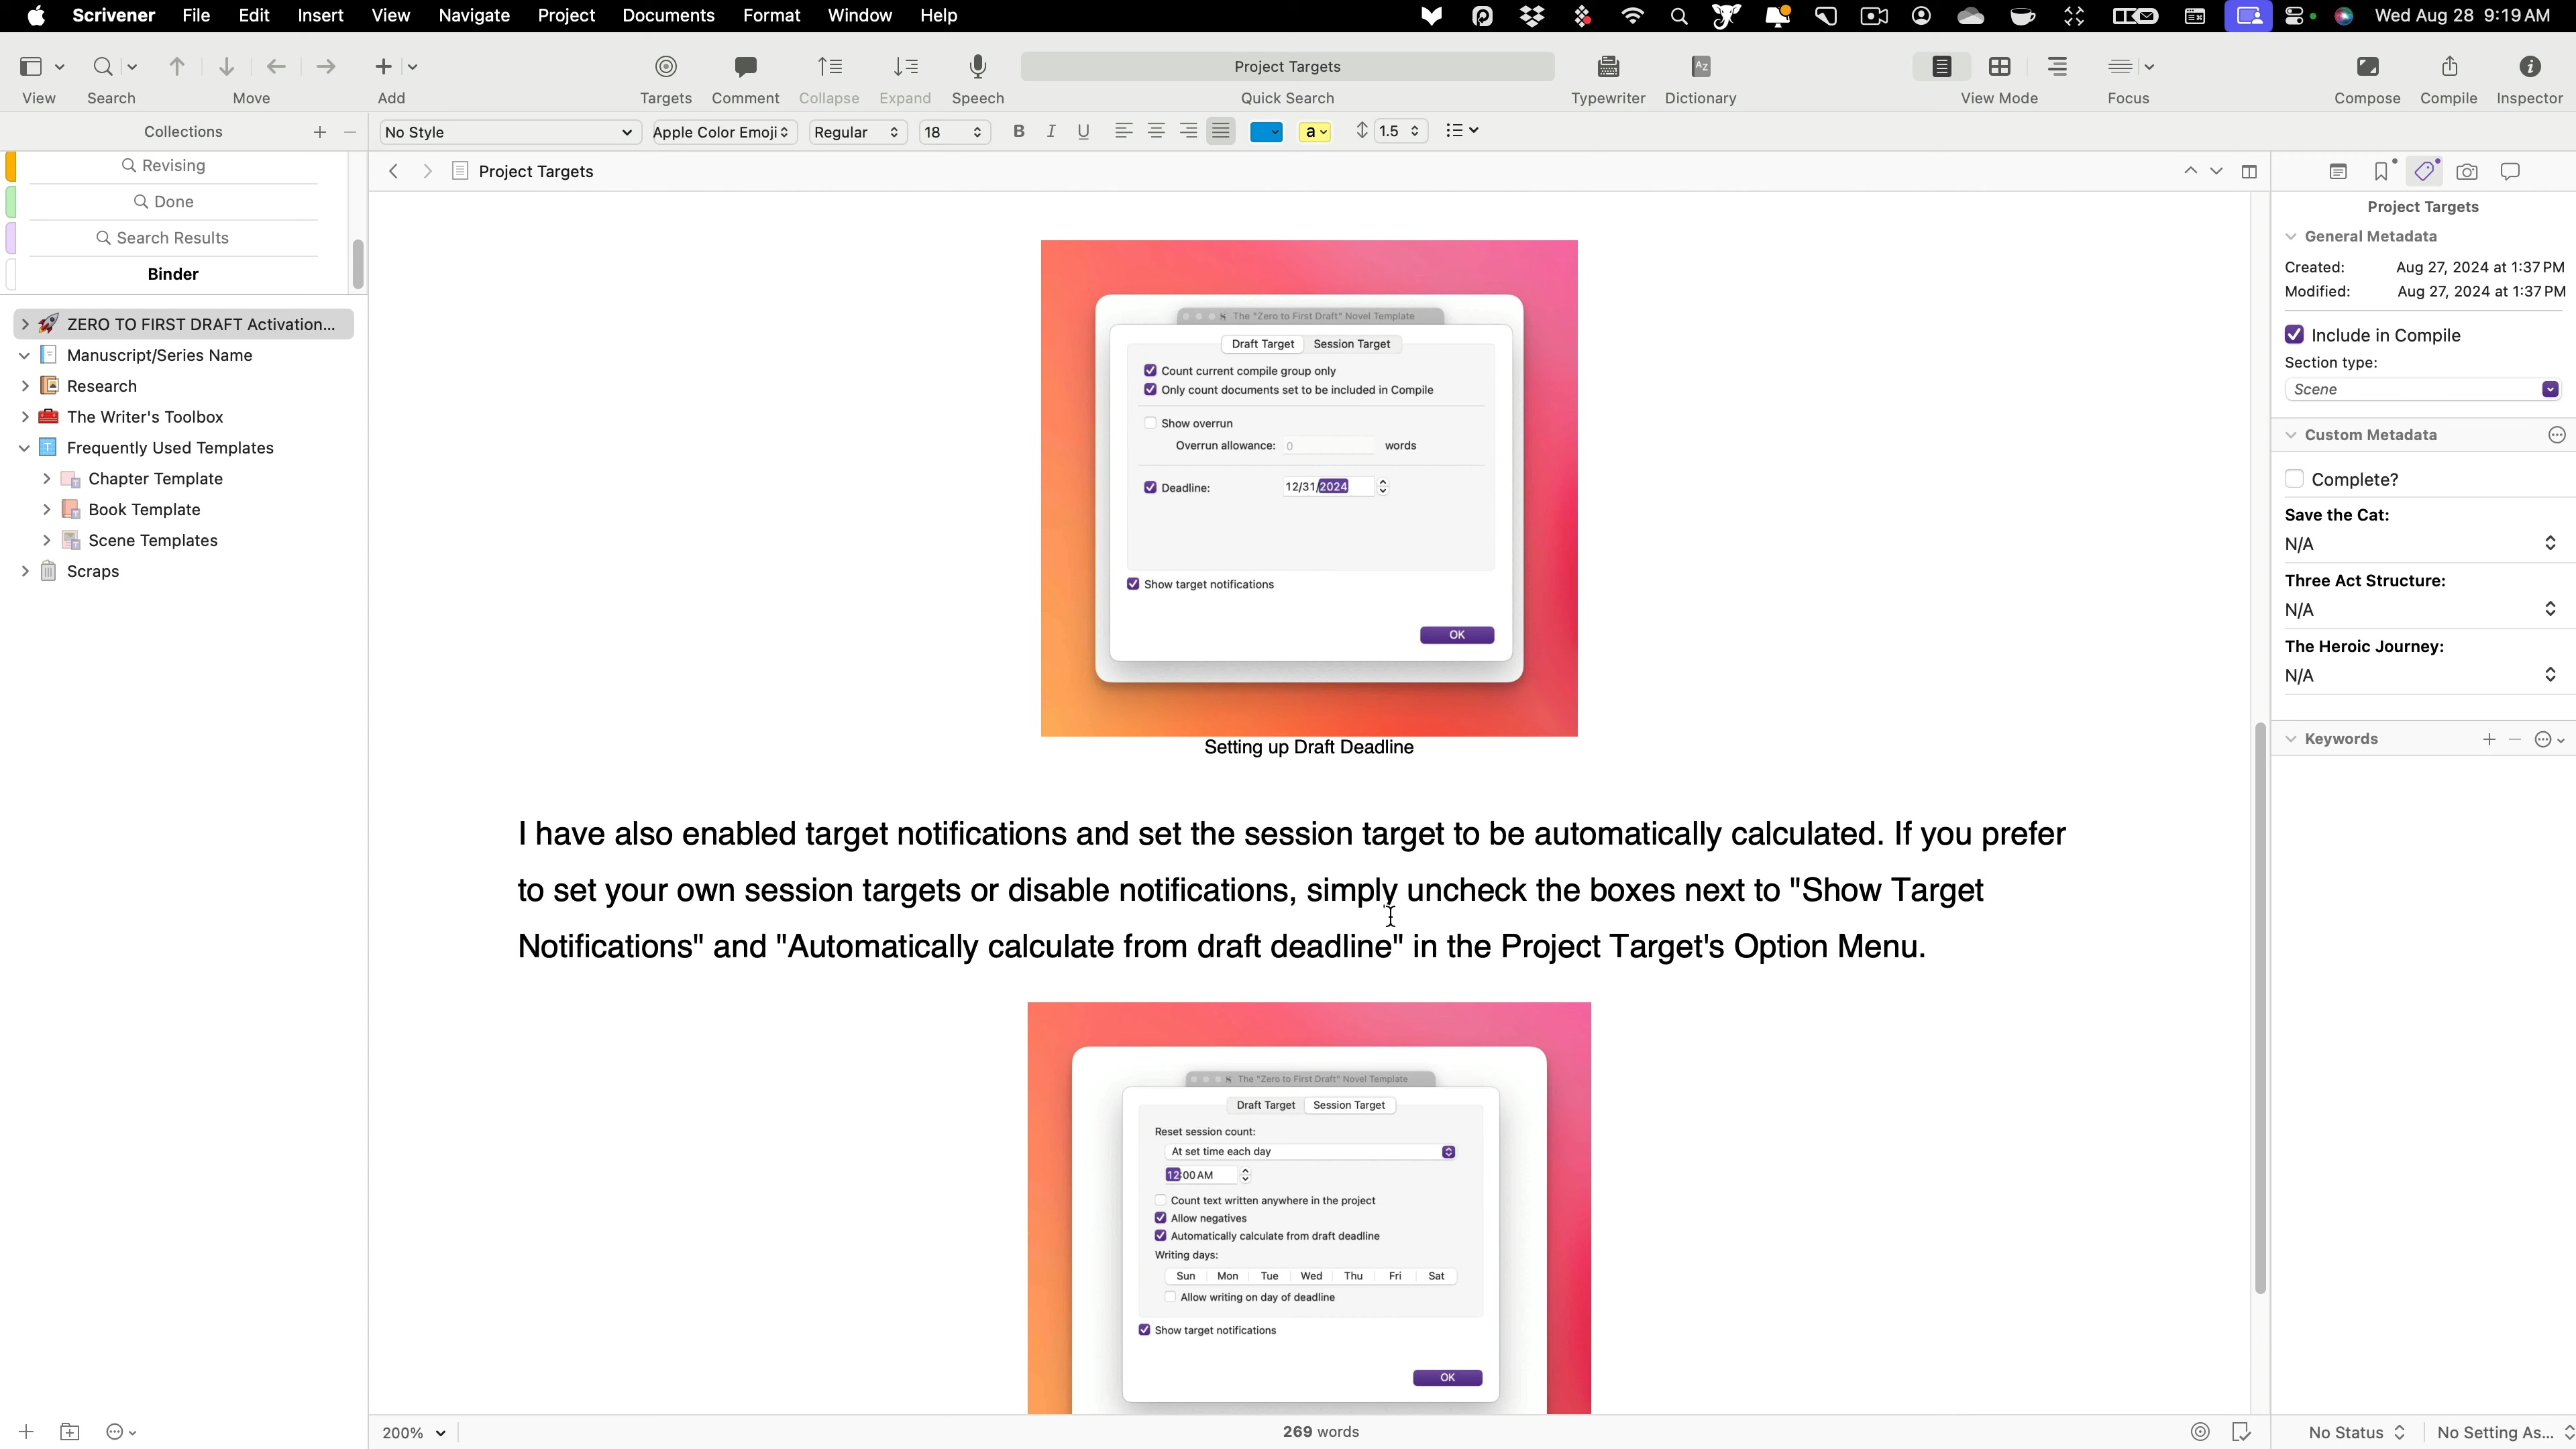 Scrivener File Edit Insert View Navigate Project Documents Format Window Help Wed Aug 28 9:19 AM
Project Targets
View Search Move Add Targets Comment Collapse Expand Speech Quick Search Typewriter Dictionary View Mode Focus Compose Compile Inspector
Collections
No Style Apple Color Emoji Regular 18 B I U a 1.5
Revising
Done
Search Results
Binder
ZERO TO FIRST DRAFT Activation...
Manuscript/Series Name
Research
The Writer's Toolbox
Frequently Used Templates
Chapter Template
Book Template
Scene Templates
Scraps
Project Targets
The "Zero to First Draft" Novel Template
Draft Target Session Target
Count current compile group only
Only count documents set to be included in Compile
Show overrun
Overrun allowance: 0 words
Deadline: 12/31/2024
Show target notifications
OK
Setting up Draft Deadline
I have also enabled target notifications and set the session target to be automatically calculated. If you prefer
to set your own session targets or disable notifications, simply uncheck the boxes next to "Show Target
Notifications" and "Automatically calculate from draft deadline" in the Project Target's Option Menu.
The "Zero to First Draft" Novel Template
Draft Target Session Target
Reset session count:
At set time each day
12:00 AM
Count text written anywhere in the project
Allow negatives
Automatically calculate from draft deadline
Writing days:
Sun Mon Tue Wed Thu Fri Sat
Allow writing on day of deadline
Show target notifications
OK
200% 269 words
Project Targets
General Metadata
Created: Aug 27, 2024 at 1:37 PM
Modified: Aug 27, 2024 at 1:37 PM
Include in Compile
Section type:
Scene
Custom Metadata
Complete?
Save the Cat:
N/A
Three Act Structure:
N/A
The Heroic Journey:
N/A
Keywords
No Status No Setting As...